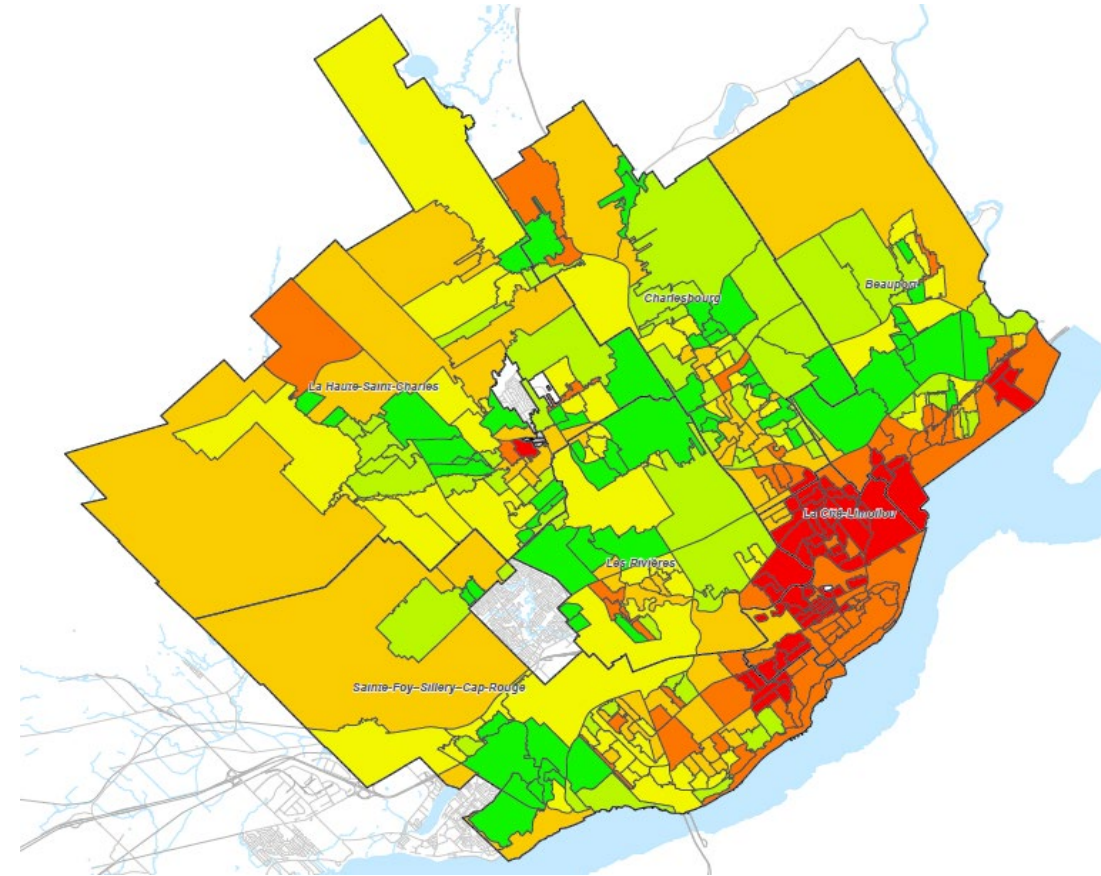 Charlesbourg
Beauport
La Haute-Saint-Charles
La Cité-Limoilou
Les Rivières
Sainte-Foy–Sillery–Cap-Rouge